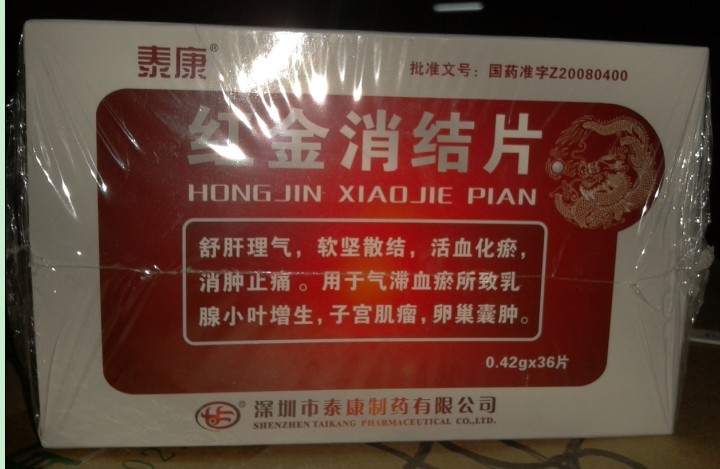 泰康®
批准文号：国药准字Z20080400
红金消结片
HONGJIN XIAOJIE PIAN
舒肝理气，软坚散结，活血化瘀，
消肿止痛。用于气滞血瘀所致乳
腺小叶增生，子宫肌瘤，卵巢囊肿。
0.42gx36片
深圳市泰康制药有限公司
SHENZHEN TAIKANG PHARMACEUTICAL CO.,LTD.